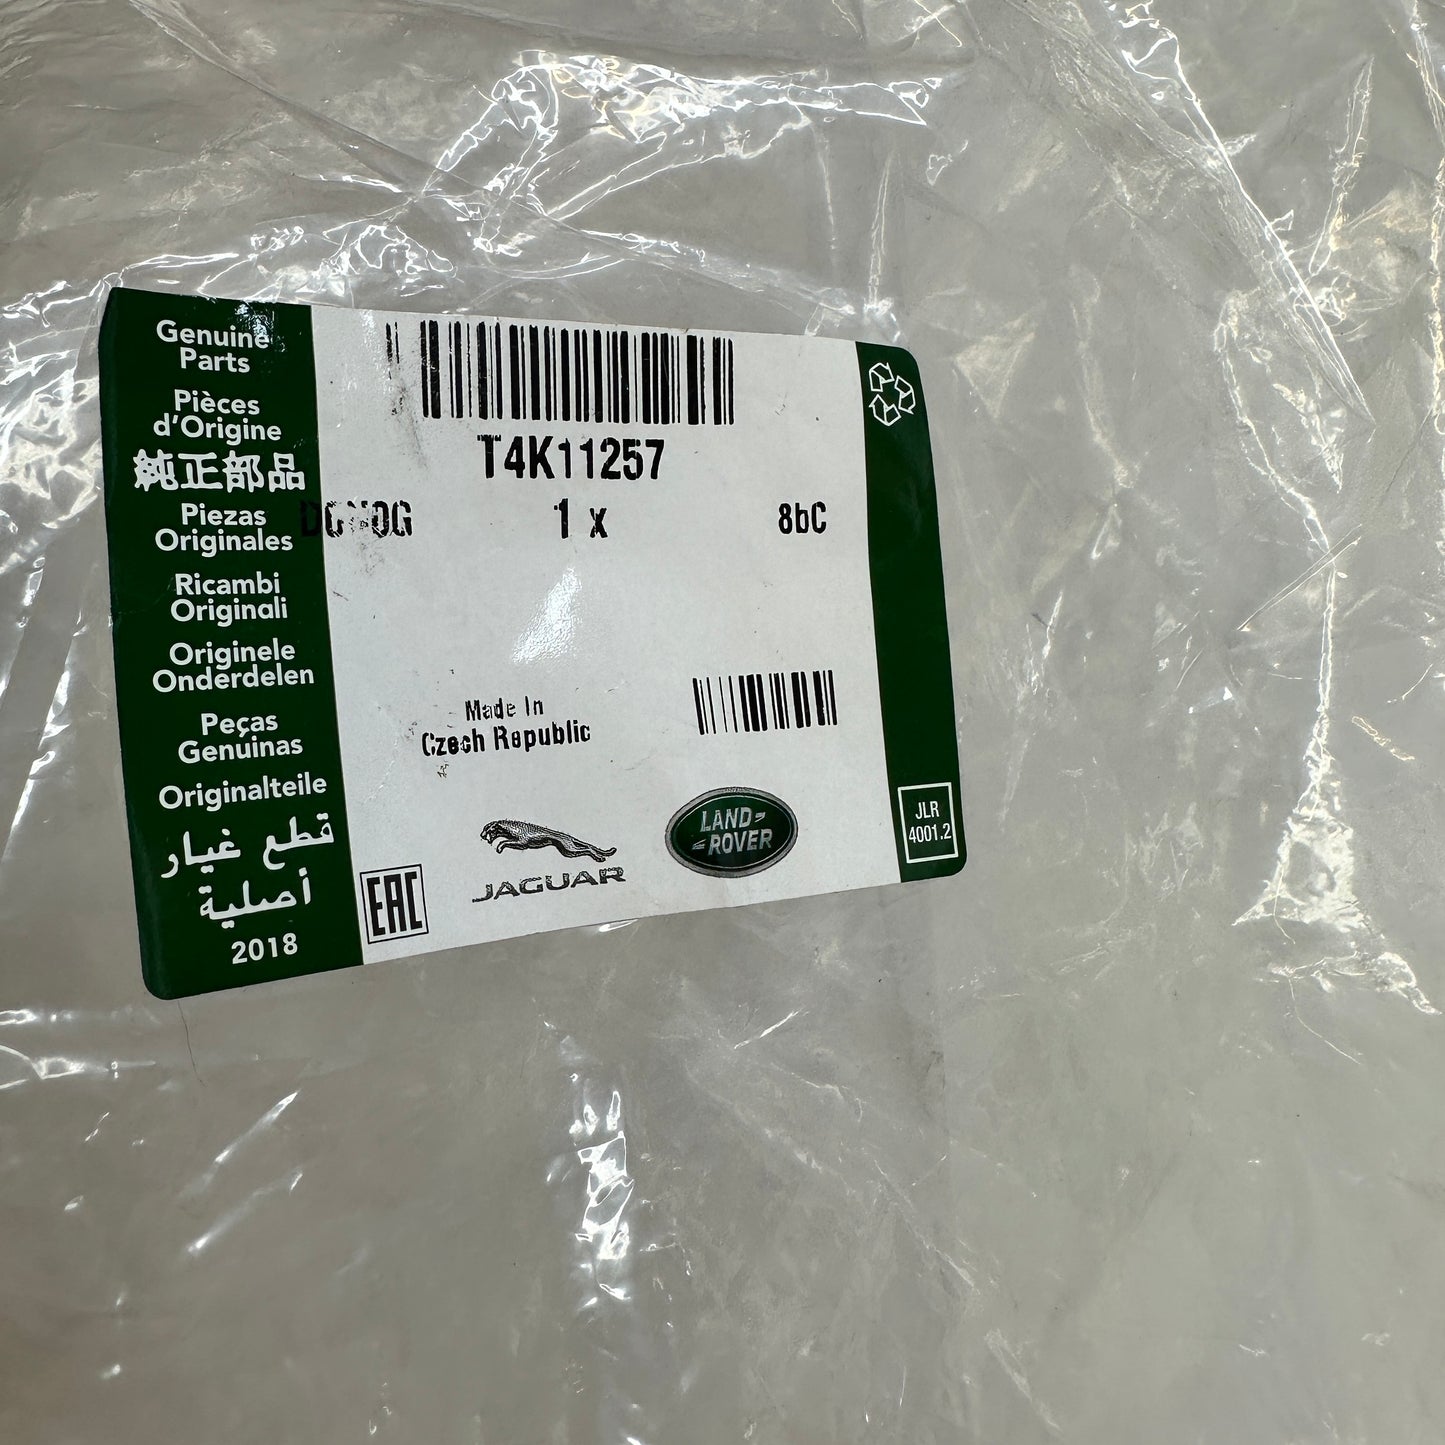 Genuine
Parts
Pièces
d'Origine
純正部品
Piezas
Originales
Ricambi
Originali
Originele
Onderdelen
Peças
Genuinas
Originalteile
قطع غيار
أصلية
2018
T4K11257
1 x
8bC
Made In
Czech Republic
EAC
JAGUAR
LAND
ROVER
JLR
4001.2